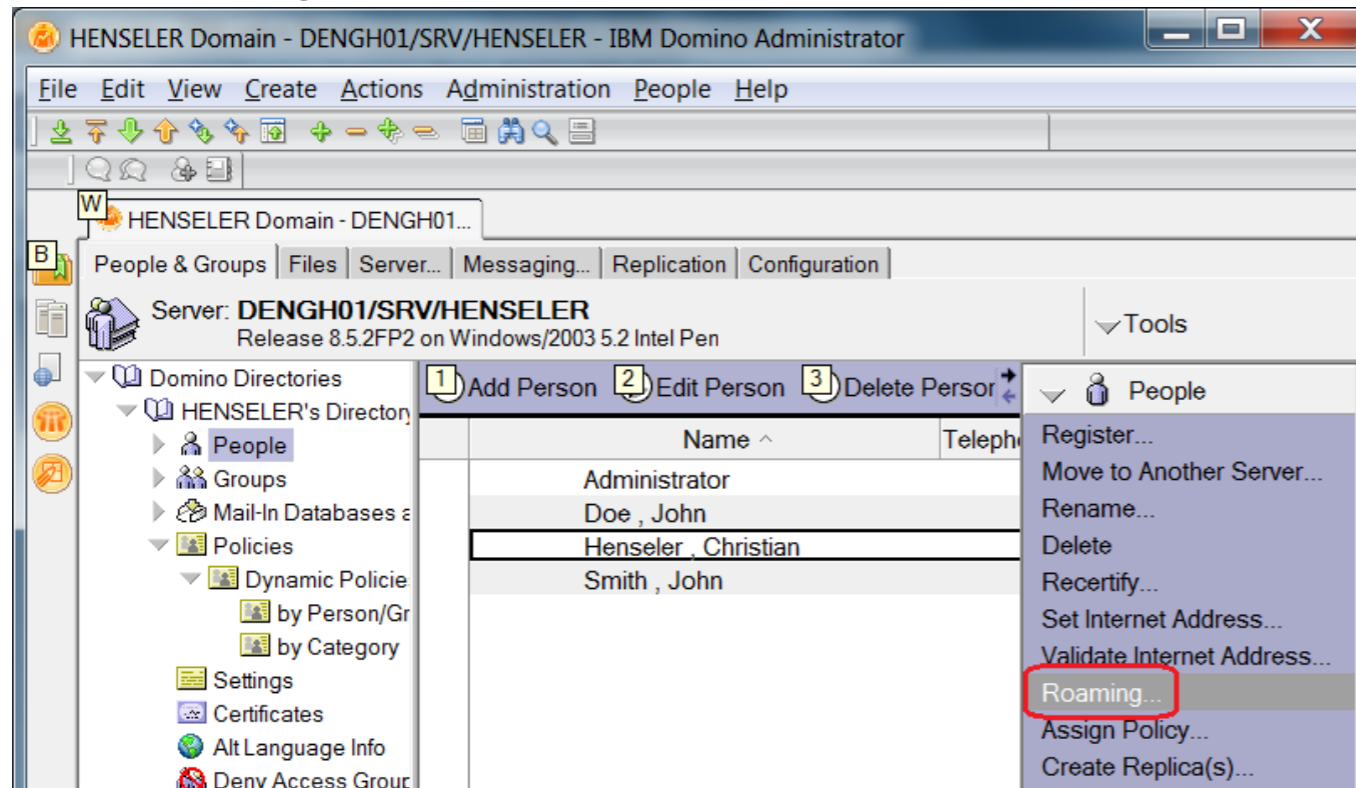 HENSELER Domain - DENGH01/SRV/HENSELER - IBM Domino Administrator
X
File Edit View Create Actions Administration People Help
W
HENSELER Domain - DENGH01...
B
People & Groups Files Server... Messaging... Replication Configuration
Server: DENGH01/SRV/HENSELER
Release 8.5.2FP2 on Windows/2003 5.2 Intel Pen
Tools
Domino Directories
HENSELER's Directory
People
Groups
Mail-In Databases a
Policies
Dynamic Policie
by Person/Gr
by Category
Settings
Certificates
Alt Language Info
Deny Access Group
1 Add Person 2 Edit Person 3 Delete Person
Name Telepho
Administrator
Doe , John
Henseler , Christian
Smith , John
People
Register...
Move to Another Server...
Rename...
Delete
Recertify...
Set Internet Address...
Validate Internet Address...
Roaming...
Assign Policy...
Create Replica(s)...